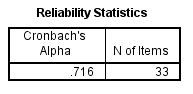 Reliability Statistics
Cronbach's
Alpha N of Items
.716 33